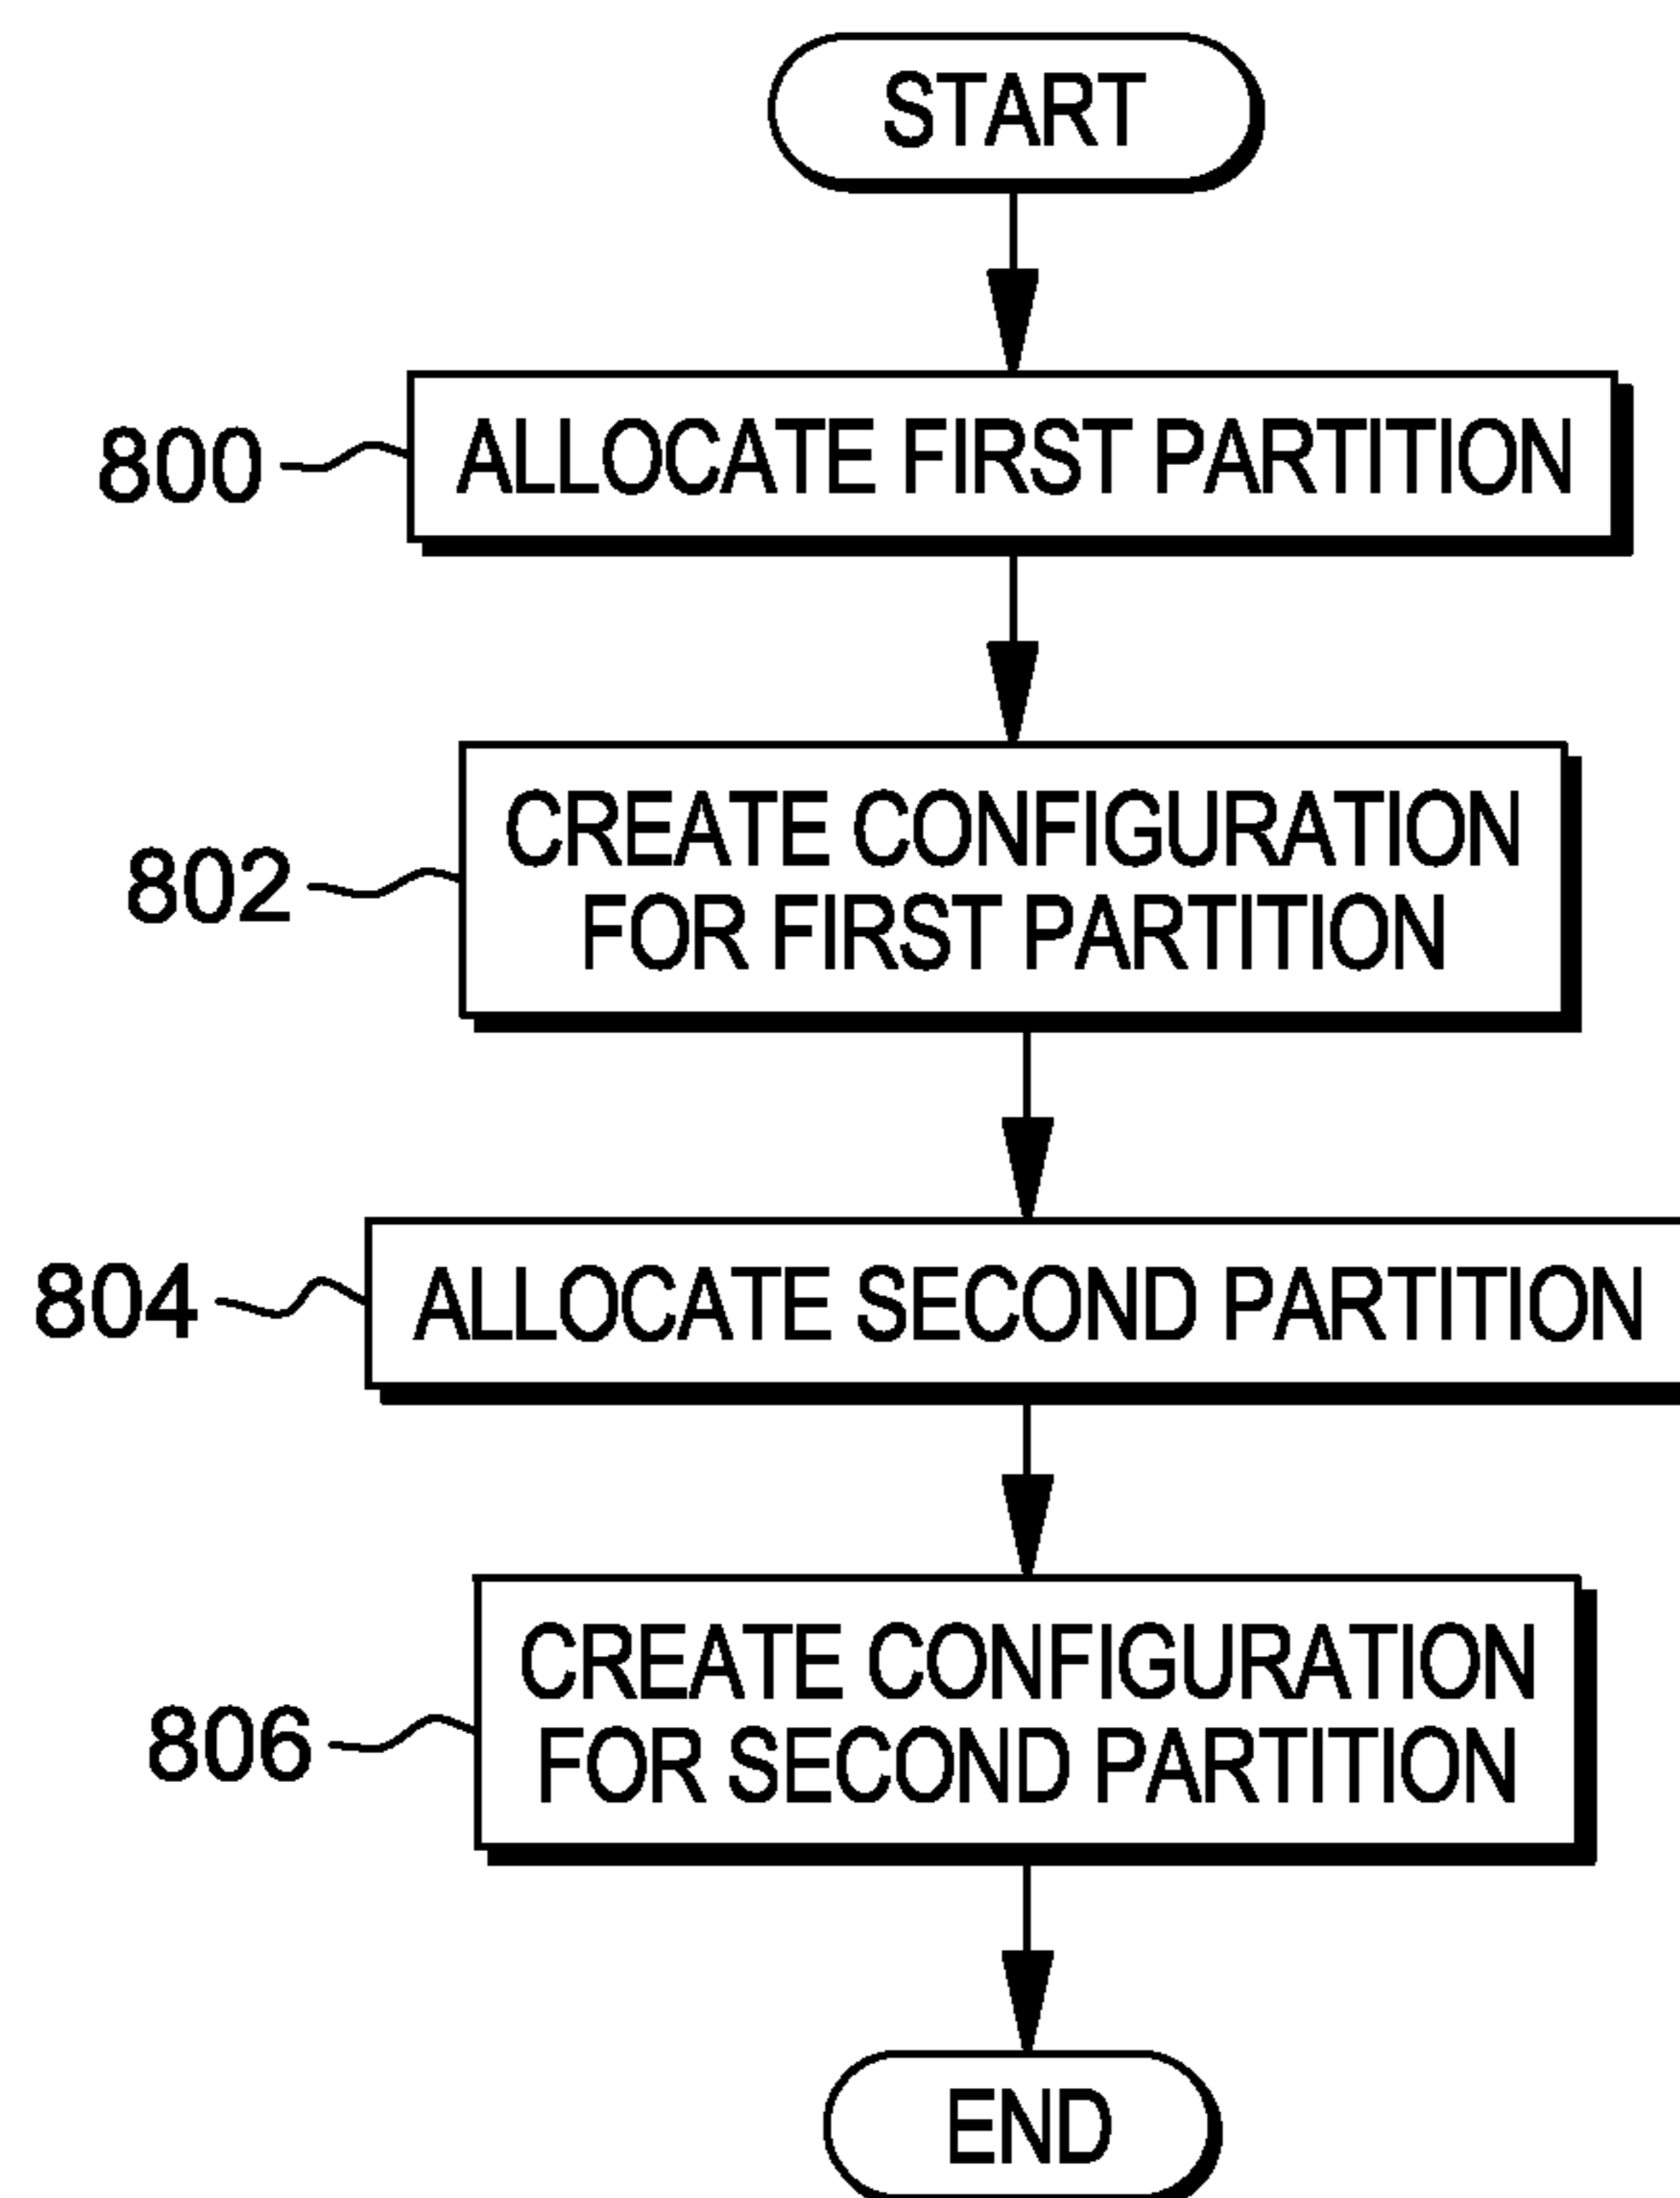 START
800
ALLOCATE FIRST PARTITION
802
CREATE CONFIGURATION
FOR FIRST PARTITION
804
ALLOCATE SECOND PARTITION
806
CREATE CONFIGURATION
FOR SECOND PARTITION
END